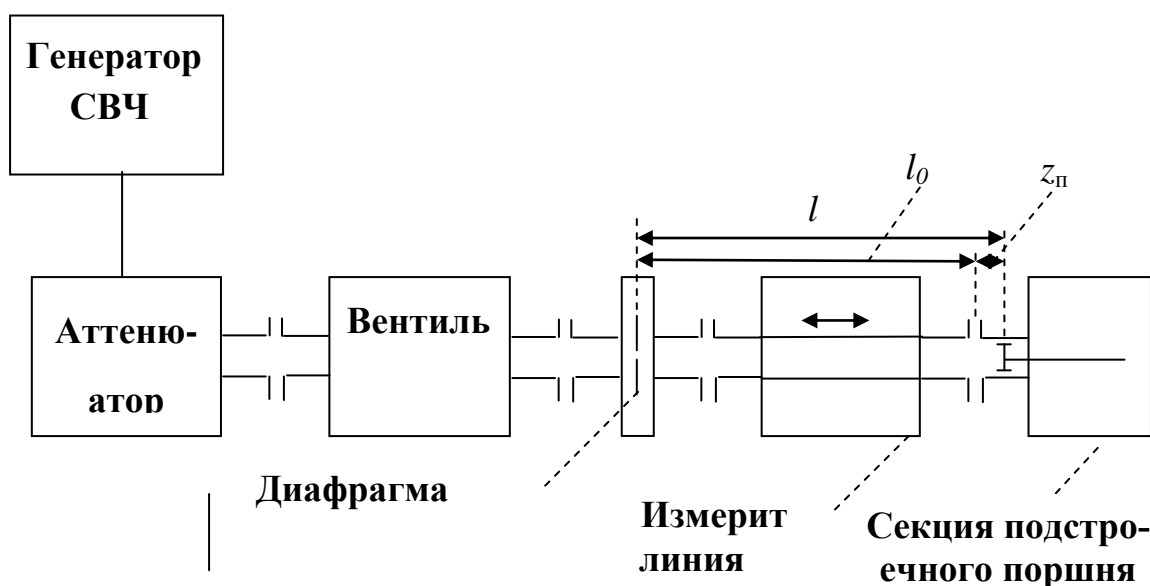 Генератор
СВЧ
l₀
zп
l
Аттеню-
атор
Вентиль
Диафрагма
Измерит
линия
Секция подстро-
ечного поршня